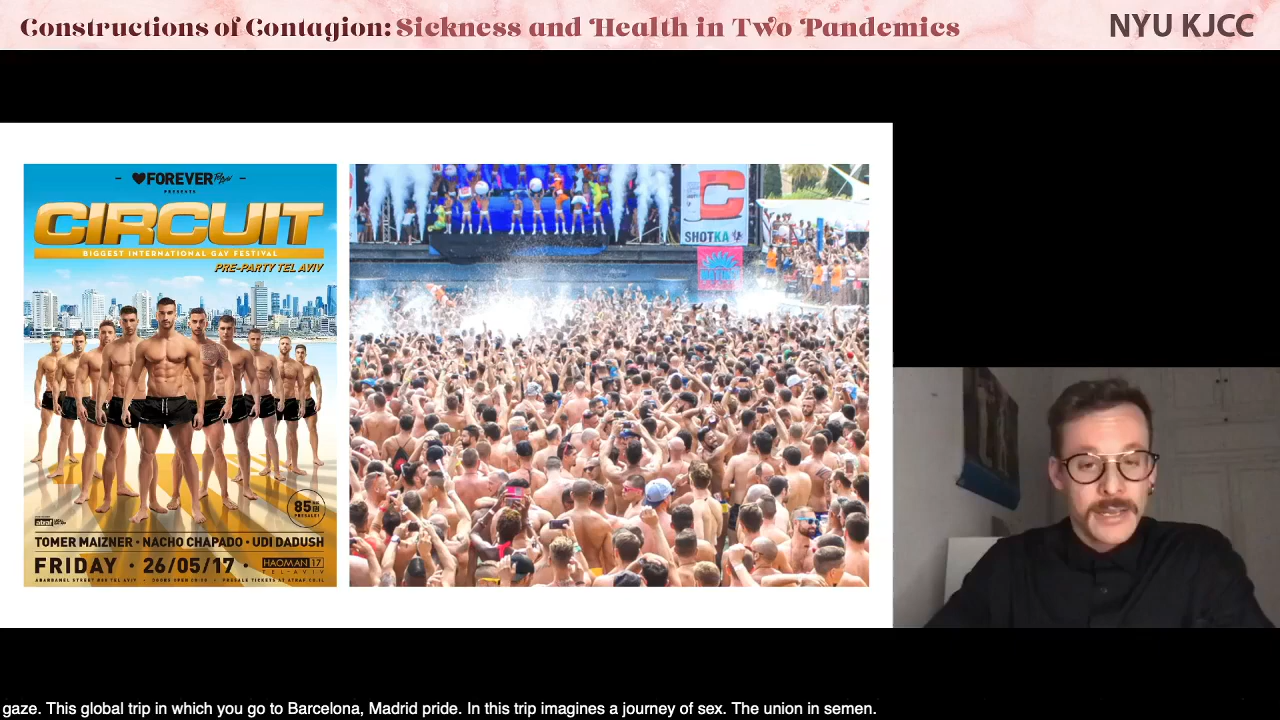 Constructions of Contagion: Sickness and Health in Two Pandemics
NYU KJCC
FOREVER
PRESENTS
CIRCUIT
BIGGEST INTERNATIONAL GAY FESTIVAL
PRE-PARTY TEL AVIV
85
atraf
TOMER MAIZNER • NACHO CHAPADO • UDI DADUSH
FRIDAY • 26/05/17 •
HAOMAN 17
TEL-AVIV
C
SHOTKA
gaze. This global trip in which you go to Barcelona, Madrid pride. In this trip imagines a journey of sex. The union in semen.